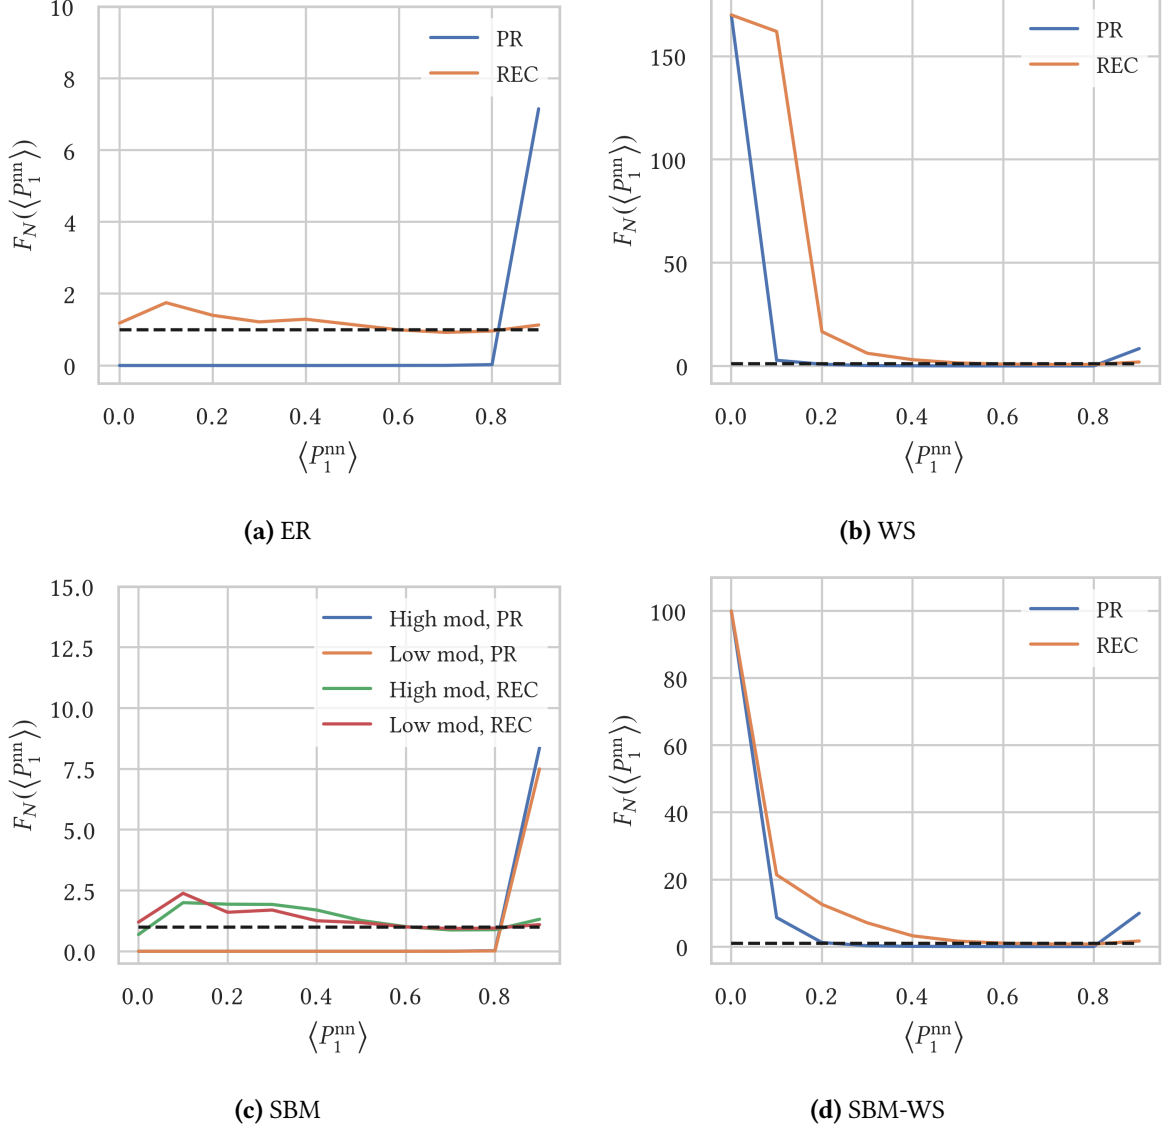 10
8
6
4
2
0
0.0 0.2 0.4 0.6 0.8
F_N(⟨P_1^nn⟩)
⟨P_1^nn⟩
PR
REC
(a) ER
150
100
50
0
0.0 0.2 0.4 0.6 0.8
F_N(⟨P_1^nn⟩)
⟨P_1^nn⟩
PR
REC
(b) WS
15.0
12.5
10.0
7.5
5.0
2.5
0.0
0.0 0.2 0.4 0.6 0.8
F_N(⟨P_1^nn⟩)
⟨P_1^nn⟩
High mod, PR
Low mod, PR
High mod, REC
Low mod, REC
(c) SBM
100
80
60
40
20
0
0.0 0.2 0.4 0.6 0.8
F_N(⟨P_1^nn⟩)
⟨P_1^nn⟩
PR
REC
(d) SBM-WS